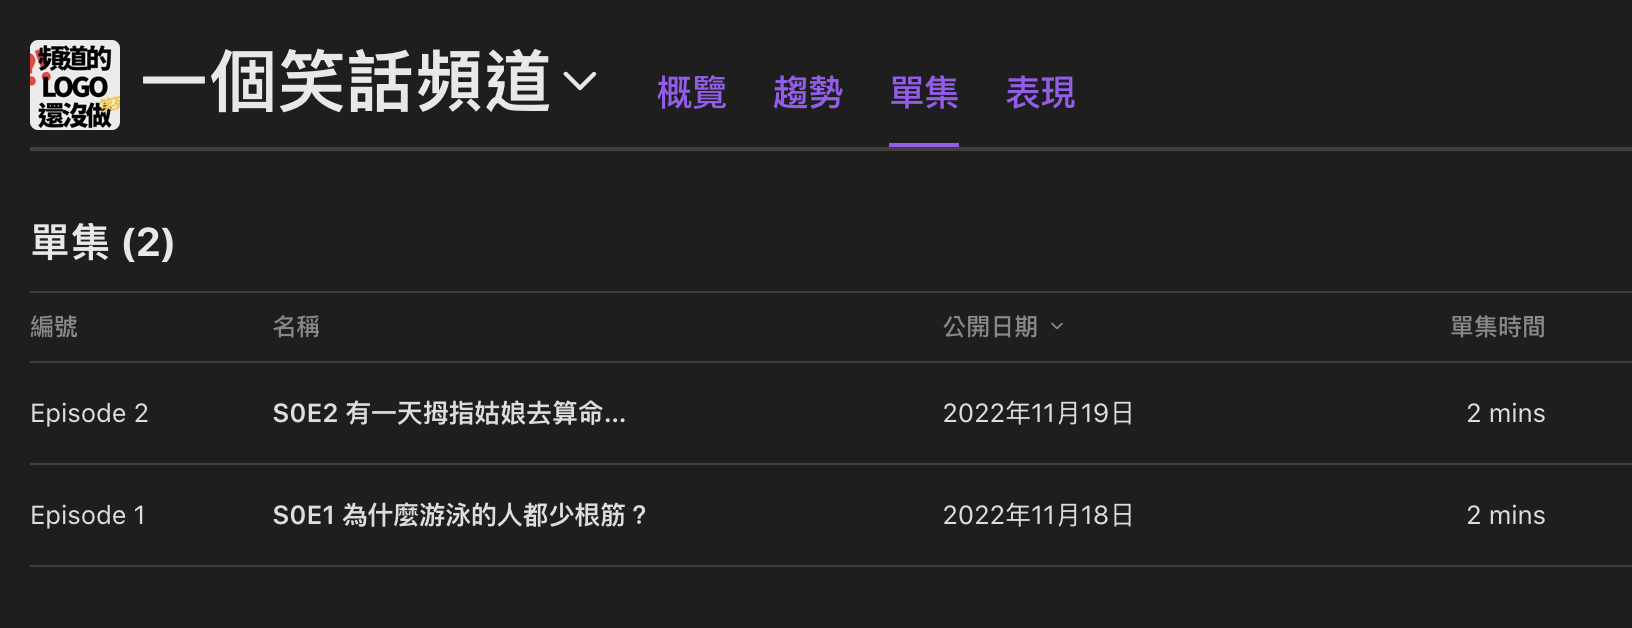 頻道的
LOGO
還沒做
一個笑話頻道
概覽 趨勢 單集 表現
單集 (2)
編號 名稱 公開日期 單集時間
Episode 2 S0E2 有一天拇指姑娘去算命... 2022年11月19日 2 mins
Episode 1 S0E1 為什麼游泳的人都少根筋？ 2022年11月18日 2 mins